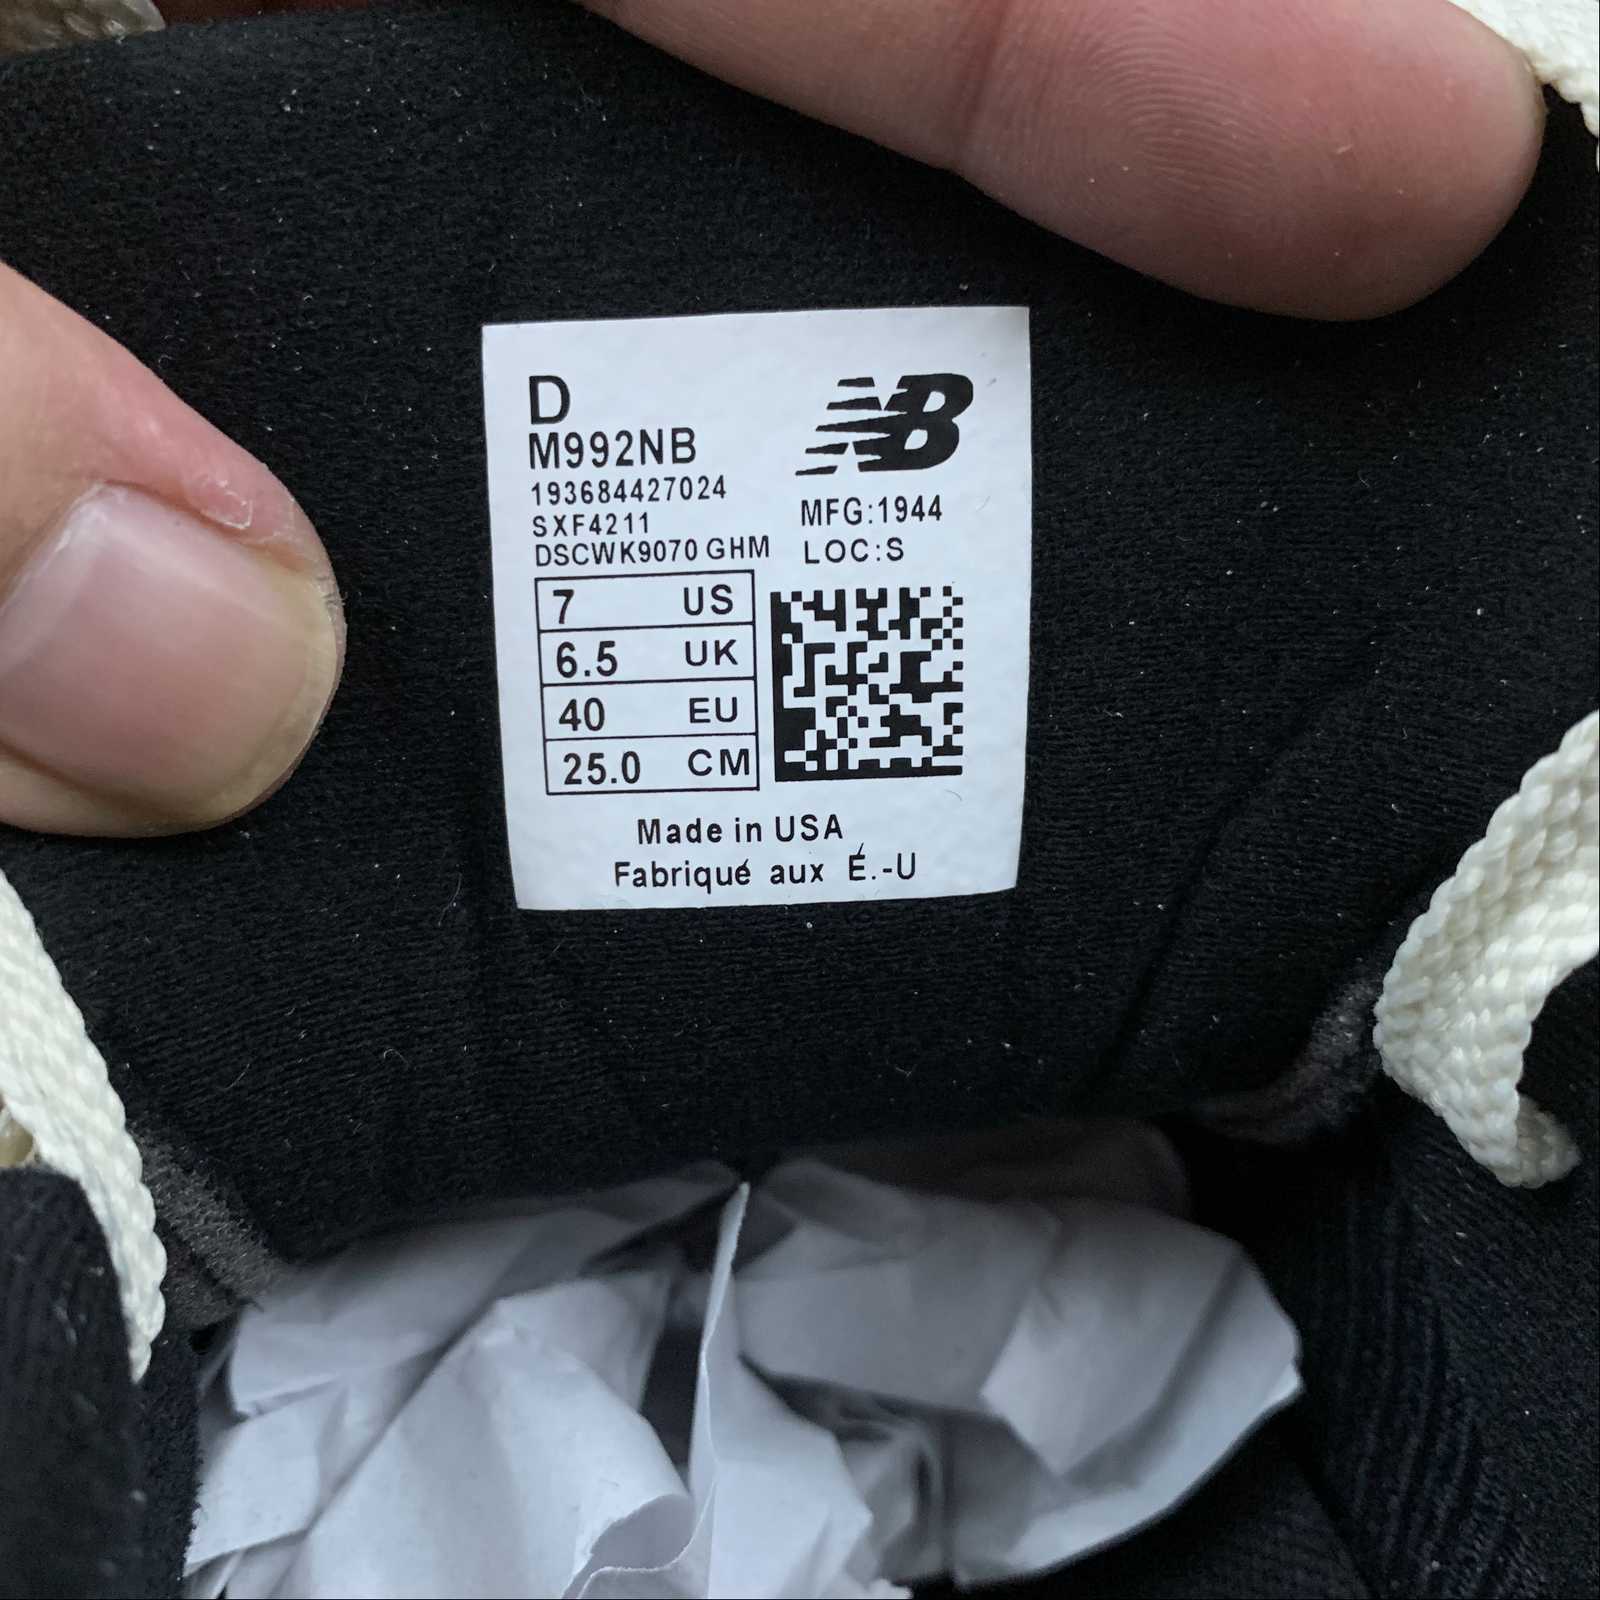 D
NB
M992NB
193684427024
SXF4211
DSCWK9070 GHM
MFG:1944
LOC:S
7 US
6.5 UK
40 EU
25.0 CM
Made in USA
Fabriqué aux É.-U